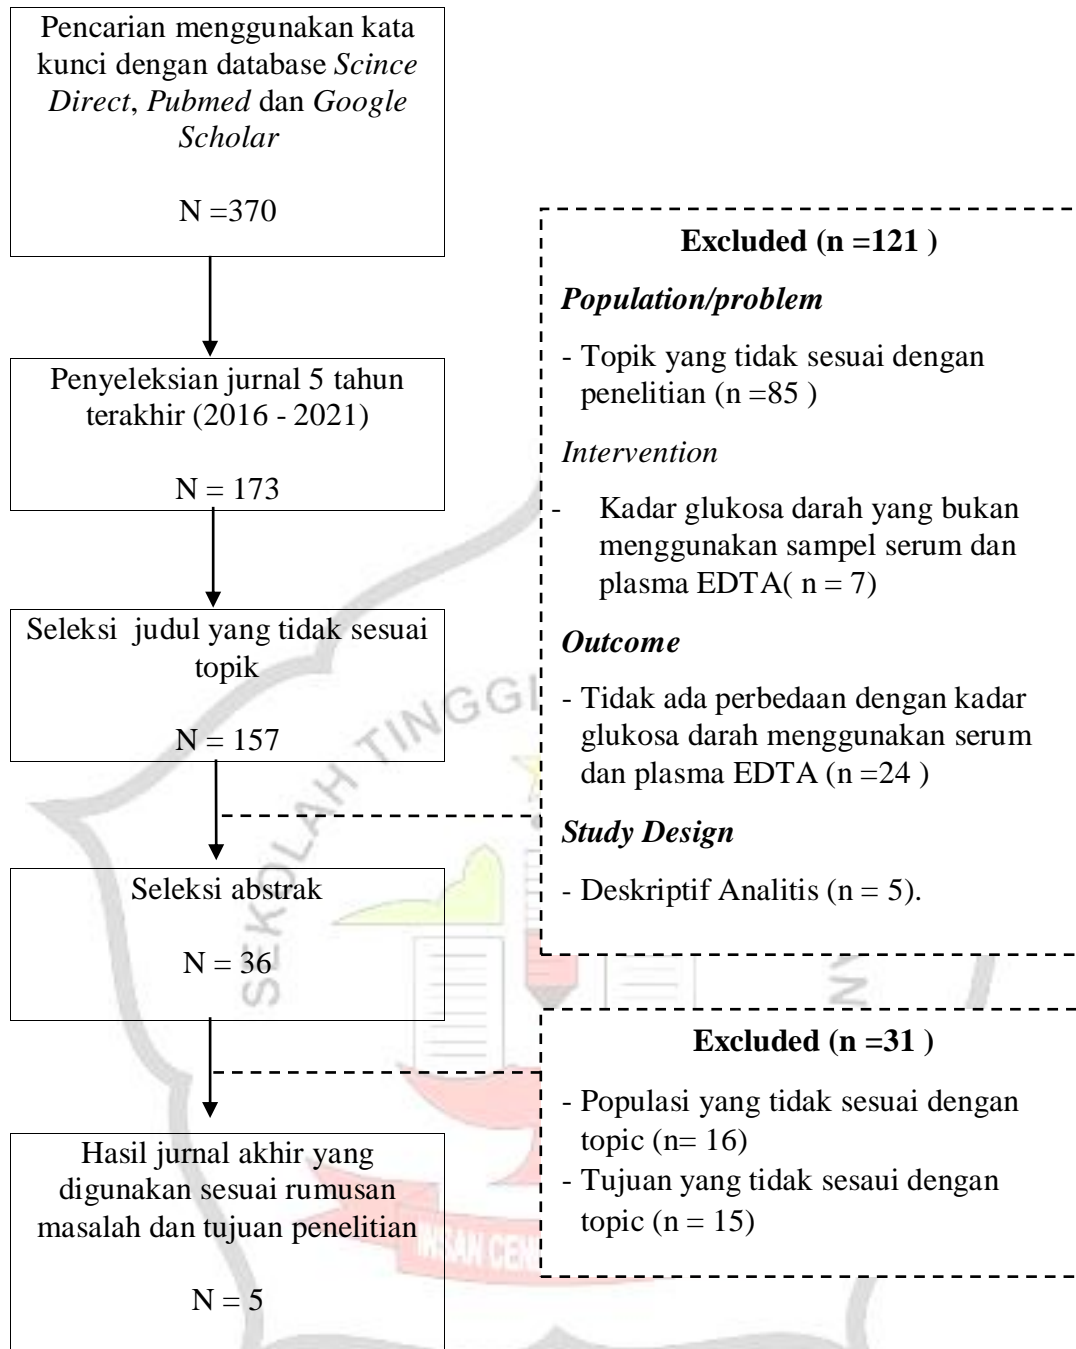 Pencarian menggunakan kata
kunci dengan database Scince
Direct, Pubmed dan Google
Scholar
N =370
Penyeleksian jurnal 5 tahun
terakhir (2016 - 2021)
N = 173
Seleksi judul yang tidak sesuai
topik
N = 157
Seleksi abstrak
N = 36
Hasil jurnal akhir yang
digunakan sesuai rumusan
masalah dan tujuan penelitian
N = 5
Excluded (n =121 )
Population/problem
- Topik yang tidak sesuai dengan
penelitian (n =85 )
Intervention
- Kadar glukosa darah yang bukan
menggunakan sampel serum dan
plasma EDTA( n = 7)
Outcome
- Tidak ada perbedaan dengan kadar
glukosa darah menggunakan serum
dan plasma EDTA (n =24 )
Study Design
- Deskriptif Analitis (n = 5).
Excluded (n =31 )
- Populasi yang tidak sesuai dengan
topic (n= 16)
- Tujuan yang tidak sesaui dengan
topic (n = 15)
SEKOLAH TINGGI
INSAN